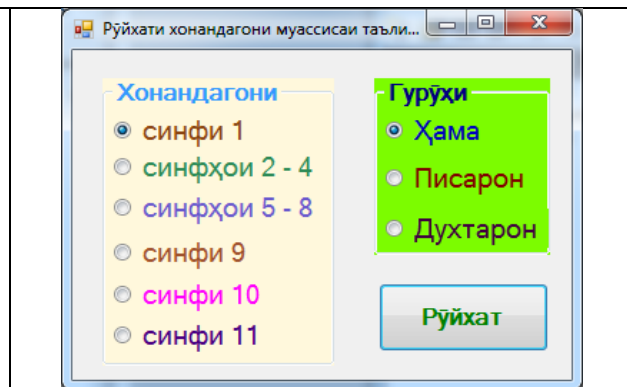 Рӯйхати хонандагони муассисаи таъли...
Хонандагони
синфи 1
синфҳои 2 - 4
синфҳои 5 - 8
синфи 9
синфи 10
синфи 11
Гурӯҳи
Ҳама
Писарон
Духтарон
Рӯйхат